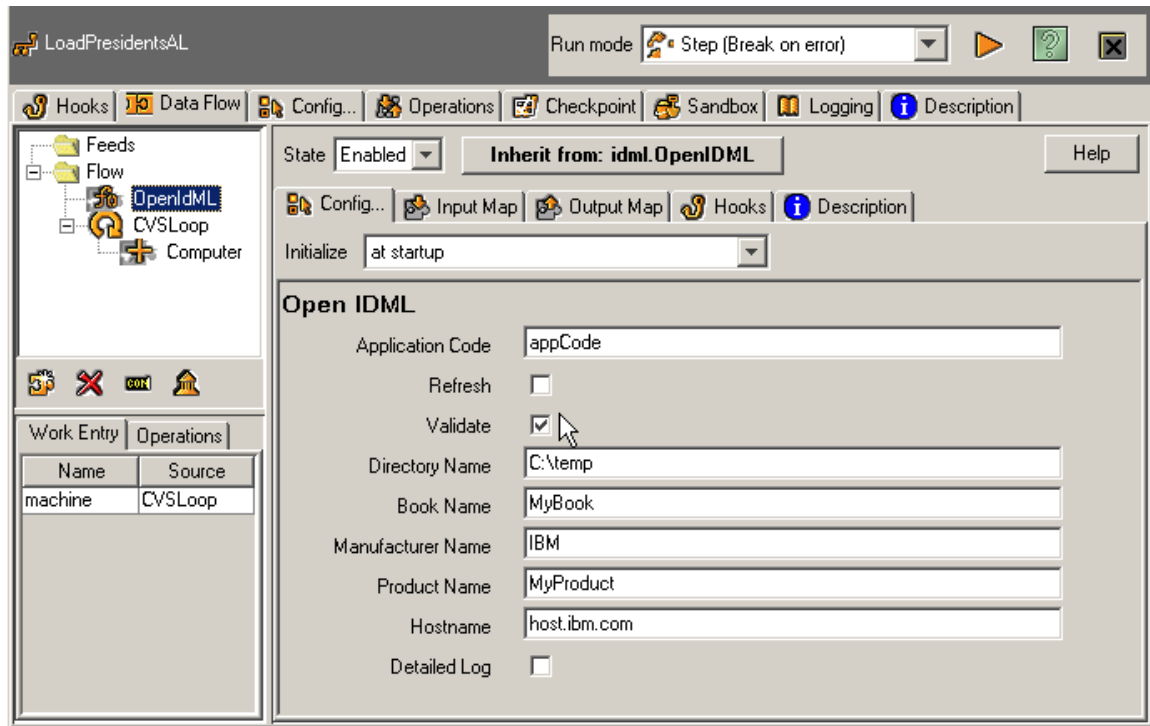 LoadPresidentsAL
Run mode Step (Break on error)
Hooks Data Flow Config... Operations Checkpoint Sandbox Logging Description
Feeds
Flow
OpenIdML
CVSLoop
Computer
CON
Work Entry Operations
Name Source
machine CVSLoop
State Enabled Inherit from: idml.OpenIDML Help
Config... Input Map Output Map Hooks Description
Initialize at startup
Open IDML
Application Code appCode
Refresh
Validate
Directory Name C:\temp
Book Name MyBook
Manufacturer Name IBM
Product Name MyProduct
Hostname host.ibm.com
Detailed Log